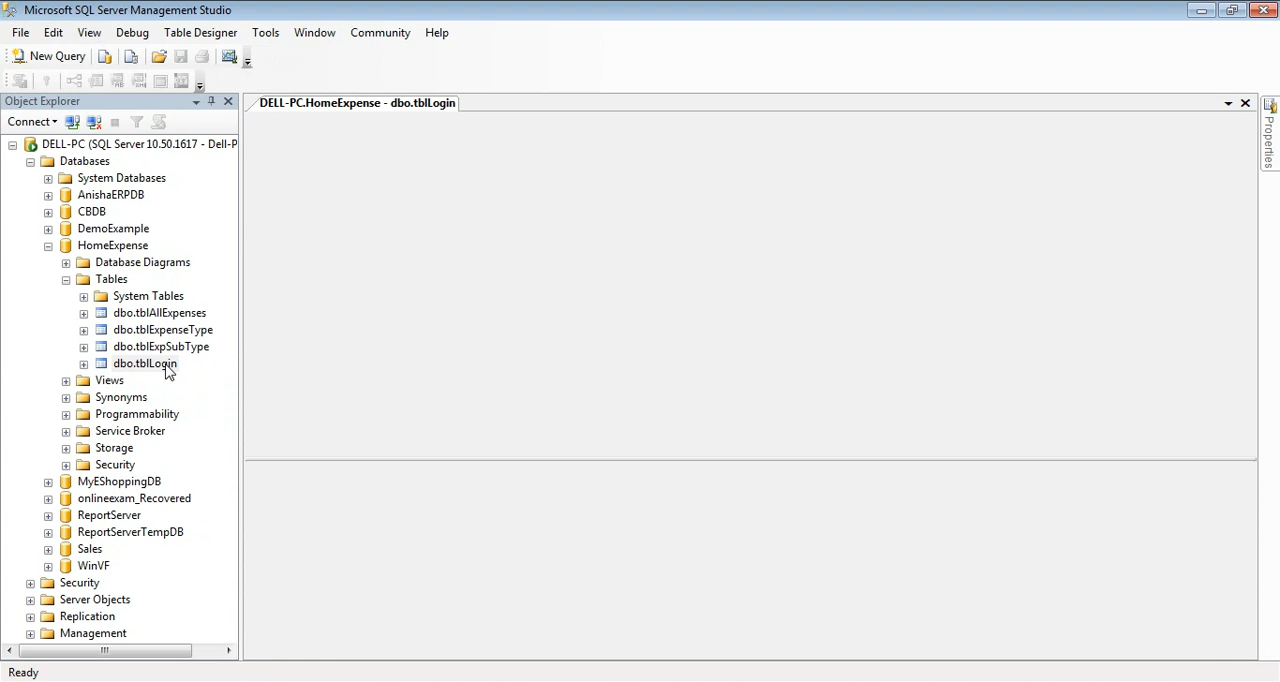 Microsoft SQL Server Management Studio
File Edit View Debug Table Designer Tools Window Community Help
New Query
Object Explorer
DELL-PC.HomeExpense - dbo.tblLogin
Connect
Properties
DELL-PC (SQL Server 10.50.1617 - Dell-P
Databases
System Databases
AnishaERPDB
CBDB
DemoExample
HomeExpense
Database Diagrams
Tables
System Tables
dbo.tblAllExpenses
dbo.tblExpenseType
dbo.tblExpSubType
dbo.tblLogin
Views
Synonyms
Programmability
Service Broker
Storage
Security
MyEShoppingDB
onlineexam_Recovered
ReportServer
ReportServerTempDB
Sales
WinVF
Security
Server Objects
Replication
Management
Ready